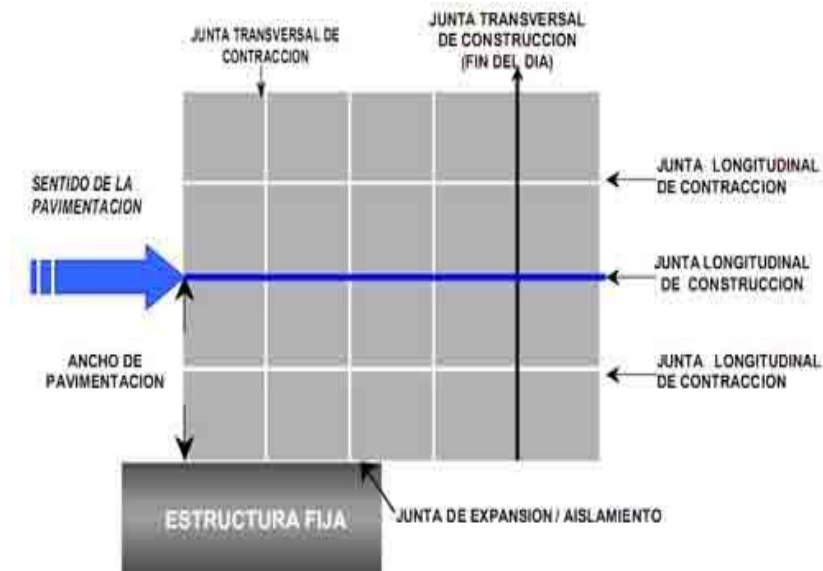 JUNTA TRANSVERSAL DE
CONTRACCION
JUNTA TRANSVERSAL
DE CONSTRUCCION
(FIN DEL DIA)
SENTIDO DE LA
PAVIMENTACION
JUNTA LONGITUDINAL
DE CONTRACCION
JUNTA LONGITUDINAL
DE CONSTRUCCION
ANCHO DE
PAVIMENTACION
JUNTA LONGITUDINAL
DE CONTRACCION
ESTRUCTURA FIJA
JUNTA DE EXPANSION / AISLAMIENTO